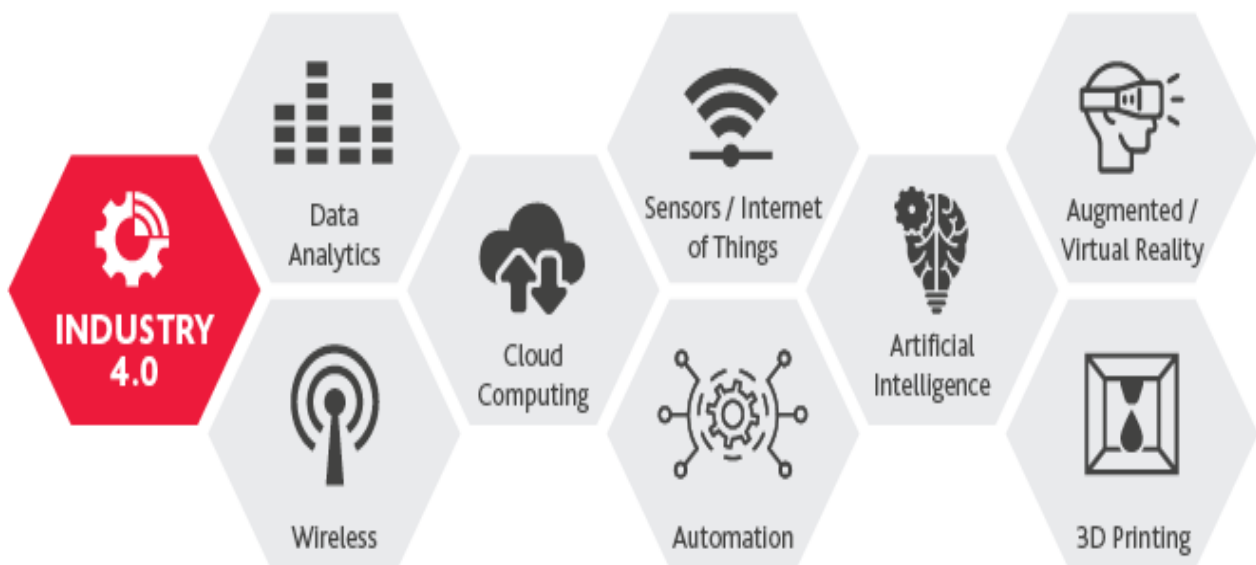 INDUSTRY
4.0
Data
Analytics
Wireless
Cloud
Computing
Sensors / Internet
of Things
Automation
Artificial
Intelligence
Augmented /
Virtual Reality
3D Printing